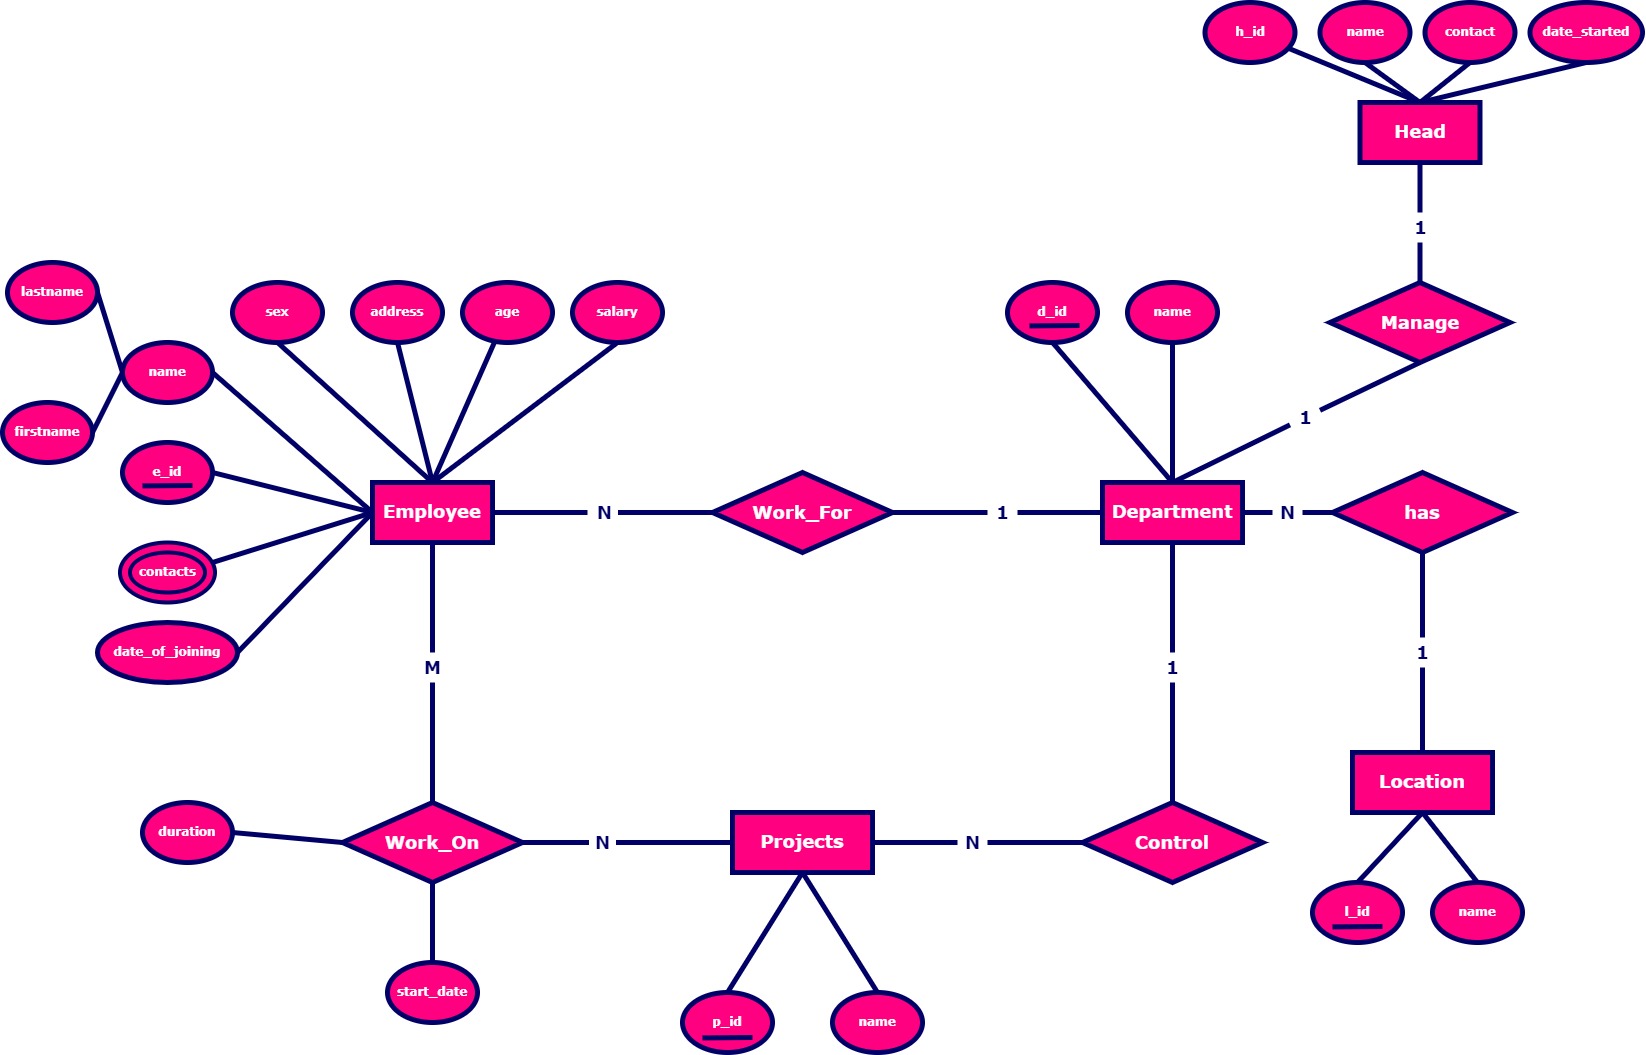 h_id
name
contact
date_started
Head
1
Manage
1
lastname
firstname
name
sex
address
age
salary
e_id
contacts
date_of_joining
Employee
N
Work_For
1
d_id
name
Department
N
has
M
1
1
duration
Work_On
N
Projects
N
Control
Location
l_id
name
start_date
p_id
name